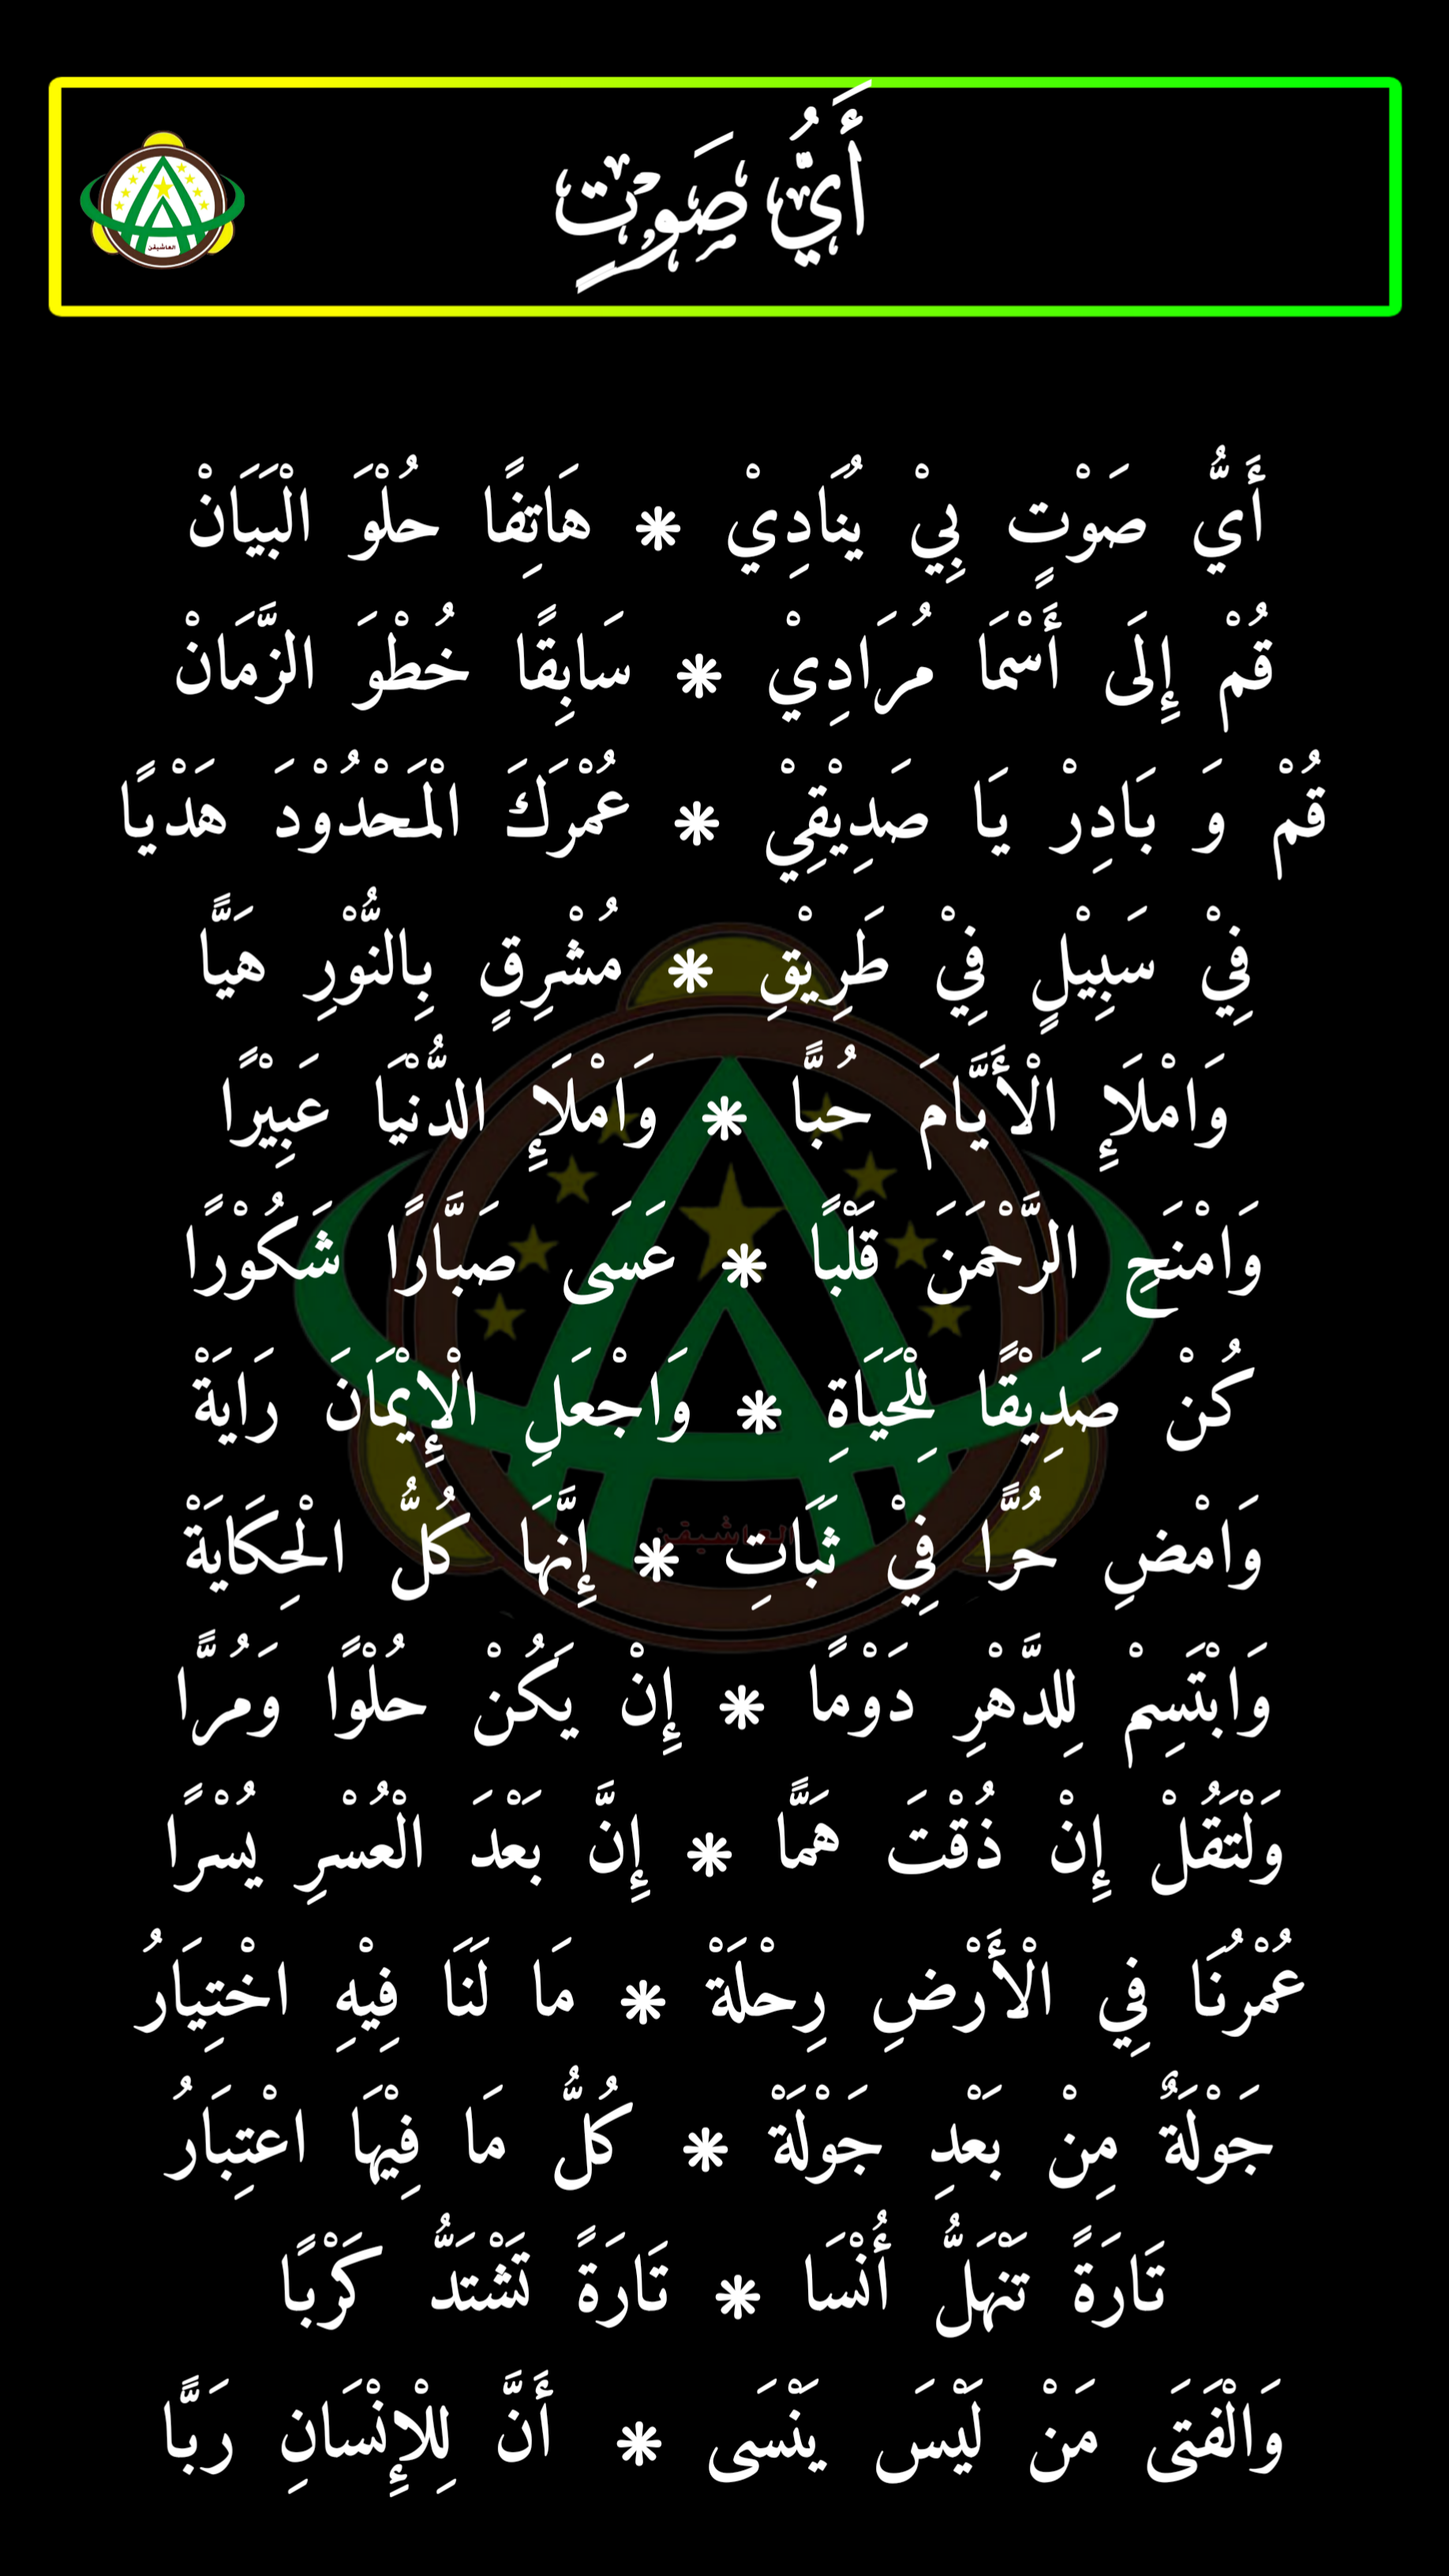 أَيُّ صَوْتٍ
العاشيقن
أَيُّ صَوْتٍ بِيْ يُنَادِيْ * هَاتِفًا حُلْوَ الْبَيَانْ
قُمْ إِلَى أَسْمَا مُرَادِيْ * سَابِقًا خُطْوَ الزَّمَانْ
قُمْ وَ بَادِرْ يَا صَدِيْقِيْ * عُمْرَكَ الْمَحْدُوْدَ هَدْيًا
فِيْ سَبِيْلٍ فِيْ طَرِيْقِ * مُشْرِقٍ بِالنُّوْرِ هَيَّا
وَامْلَإِ الْأَيَّامَ حُبًّا * وَامْلَإِ الدُّنْيَا عَبِيْرًا
وَامْنَحِ الرَّحْمَنَ قَلْبًا * عَسَى صَبَّارًا شَكُوْرًا
كُنْ صَدِيْقًا لِلْحَيَاةِ * وَاجْعَلِ الْإِيْمَانَ رَايَةْ
العاشيقن
وَامْضِ حُرًّا فِيْ ثَبَاتِ * إِنَّهَا كُلُّ الْحِكَايَةْ
وَابْتَسِمْ لِلدَّهْرِ دَوْمًا * إِنْ يَكُنْ حُلْوًا وَمُرًّا
وَلْتَقُلْ إِنْ ذُقْتَ هَمًّا * إِنَّ بَعْدَ الْعُسْرِ يُسْرًا
عُمْرُنَا فِي الْأَرْضِ رِحْلَةْ * مَا لَنَا فِيْهِ اخْتِيَارُ
جَوْلَةٌ مِنْ بَعْدِ جَوْلَةْ * كُلُّ مَا فِيْهَا اعْتِبَارُ
تَارَةً تَنْهَلُّ أُنْسَا * تَارَةً تَشْتَدُّ كَرْبًا
وَالْفَتَى مَنْ لَيْسَ يَنْسَى * أَنَّ لِلْإِنْسَانِ رَبًّا